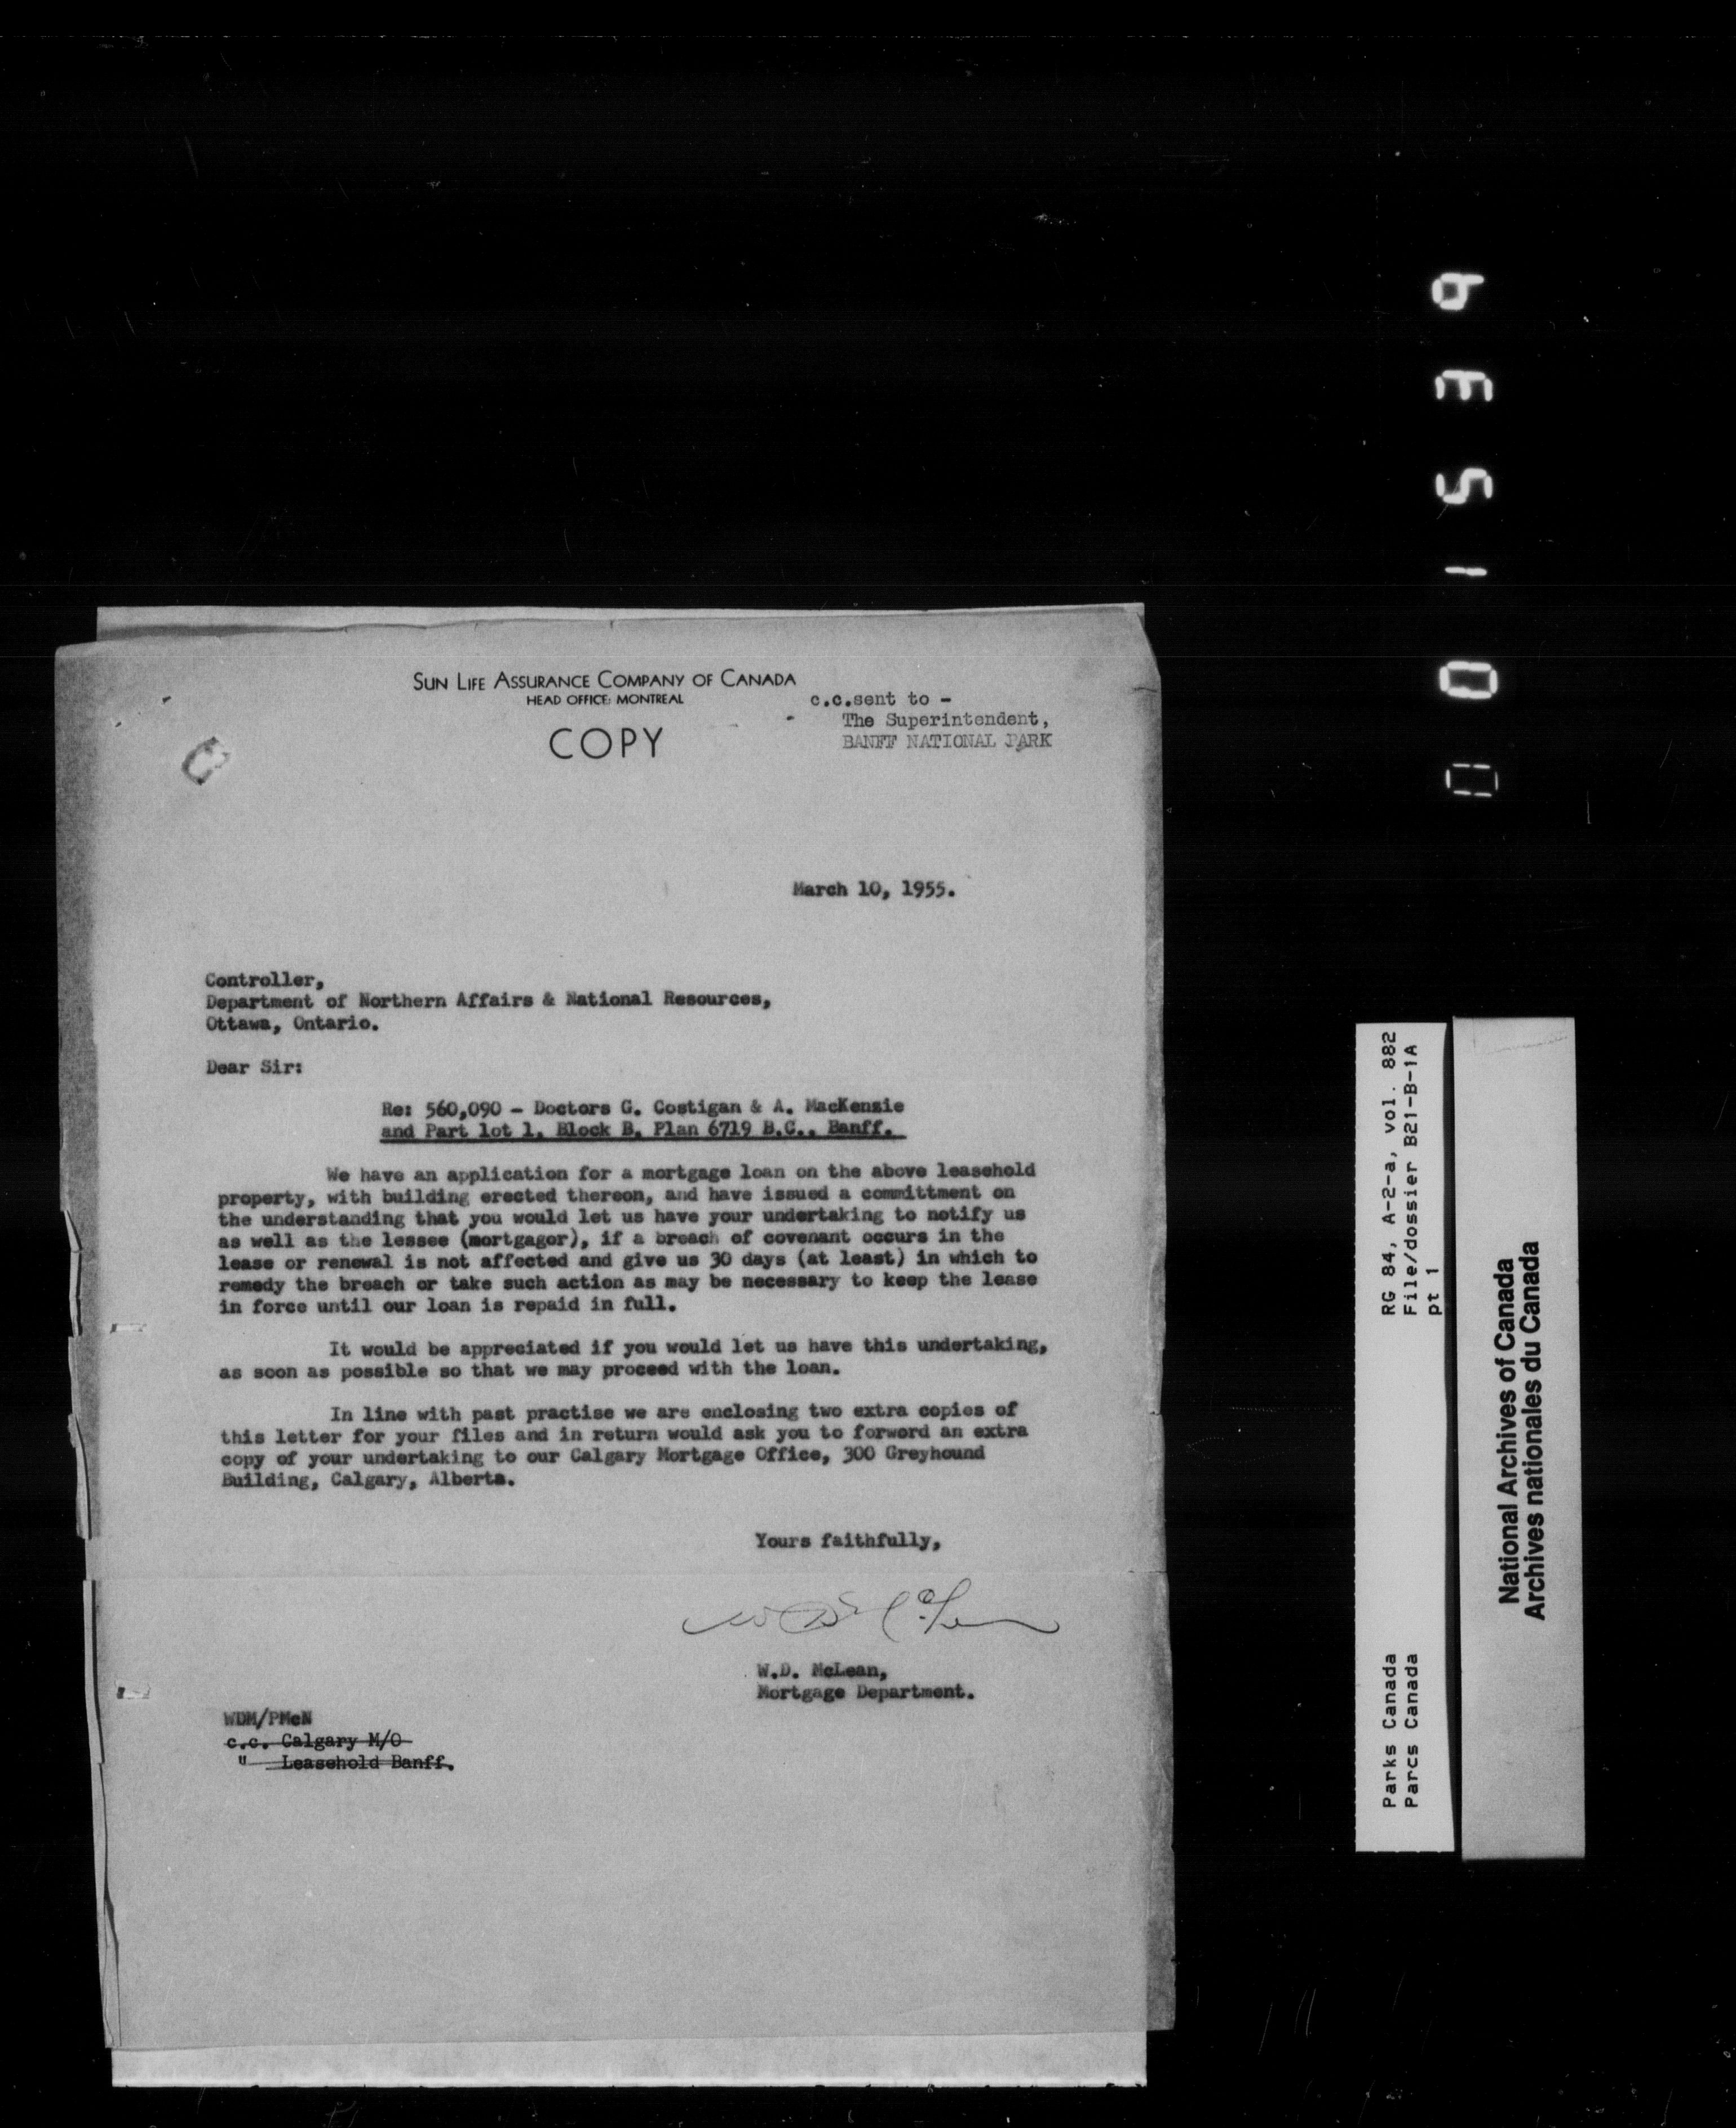 SUN LIFE ASSURANCE COMPANY OF CANADA
HEAD OFFICE: MONTREAL
COPY
c.c.sent to -
The Superintendent,
BANFF NATIONAL PARK
March 10, 1955.
Controller,
Department of Northern Affairs & National Resources,
Ottawa, Ontario.
Dear Sir:
Re: 560,090 - Doctors G. Costigan & A. MacKenzie
and Part lot 1, Block B, Plan 6719 B.C., Banff.
We have an application for a mortgage loan on the above leasehold
property, with building erected thereon, and have issued a committment on
the understanding that you would let us have your undertaking to notify us
as well as the lessee (mortgagor), if a breach of covenant occurs in the
lease or renewal is not affected and give us 30 days (at least) in which to
remedy the breach or take such action as may be necessary to keep the lease
in force until our loan is repaid in full.
It would be appreciated if you would let us have this undertaking,
as soon as possible so that we may proceed with the loan.
In line with past practise we are enclosing two extra copies of
this letter for your files and in return would ask you to forword an extra
copy of your undertaking to our Calgary Mortgage Office, 300 Greyhound
Building, Calgary, Alberta.
Yours faithfully,
W.D. McLean,
Mortgage Department.
WDM/PMcN
c.c. Calgary M/O
" Leasehold Banff.
001539
RG 84, A-2-a, vol. 882
File/dossier B21-B-1A
pt 1
Parks Canada
Parcs Canada
National Archives of Canada
Archives nationales du Canada